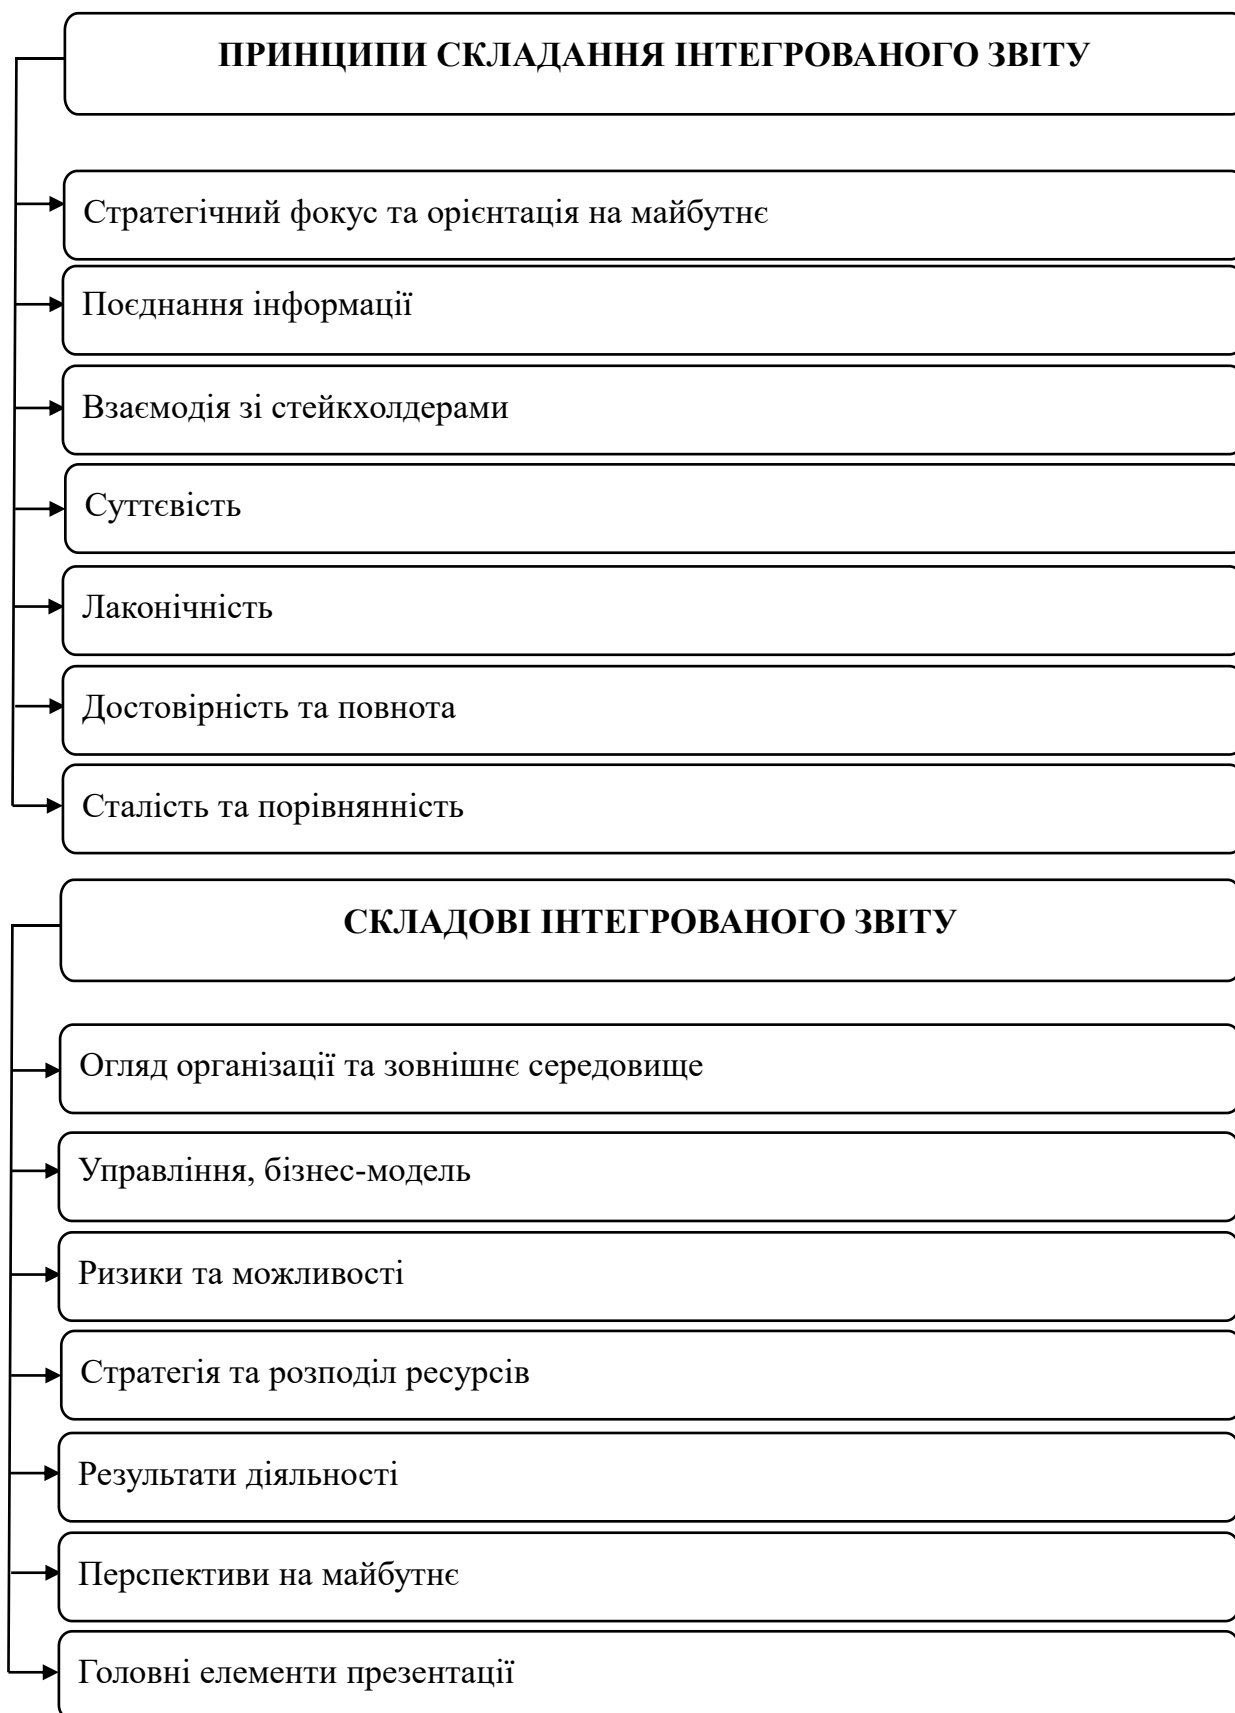 ПРИНЦИПИ СКЛАДАННЯ ІНТЕГРОВАНОГО ЗВІТУ
Стратегічний фокус та орієнтація на майбутнє
Поєднання інформації
Взаємодія зі стейкхолдерами
Суттєвість
Лаконічність
Достовірність та повнота
Сталість та порівнянність
СКЛАДОВІ ІНТЕГРОВАНОГО ЗВІТУ
Огляд організації та зовнішнє середовище
Управління, бізнес-модель
Ризики та можливості
Стратегія та розподіл ресурсів
Результати діяльності
Перспективи на майбутнє
Головні елементи презентації